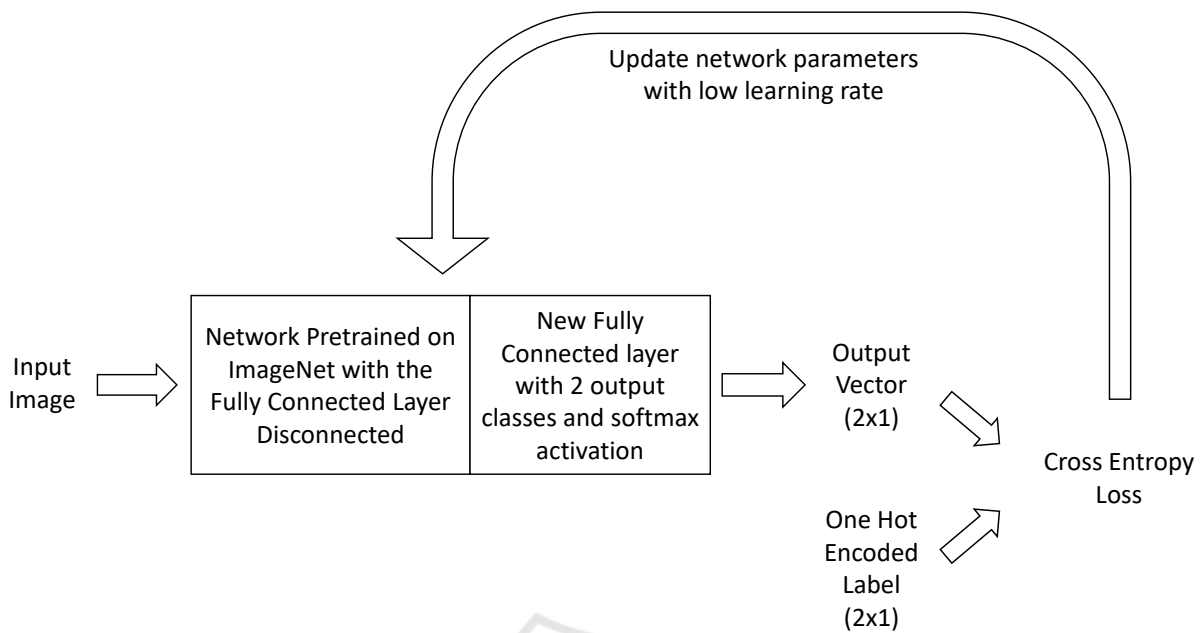 Update network parameters
with low learning rate
Input
Image
Network Pretrained on
ImageNet with the
Fully Connected Layer
Disconnected
New Fully
Connected layer
with 2 output
classes and softmax
activation
Output
Vector
(2x1)
One Hot
Encoded
Label
(2x1)
Cross Entropy
Loss